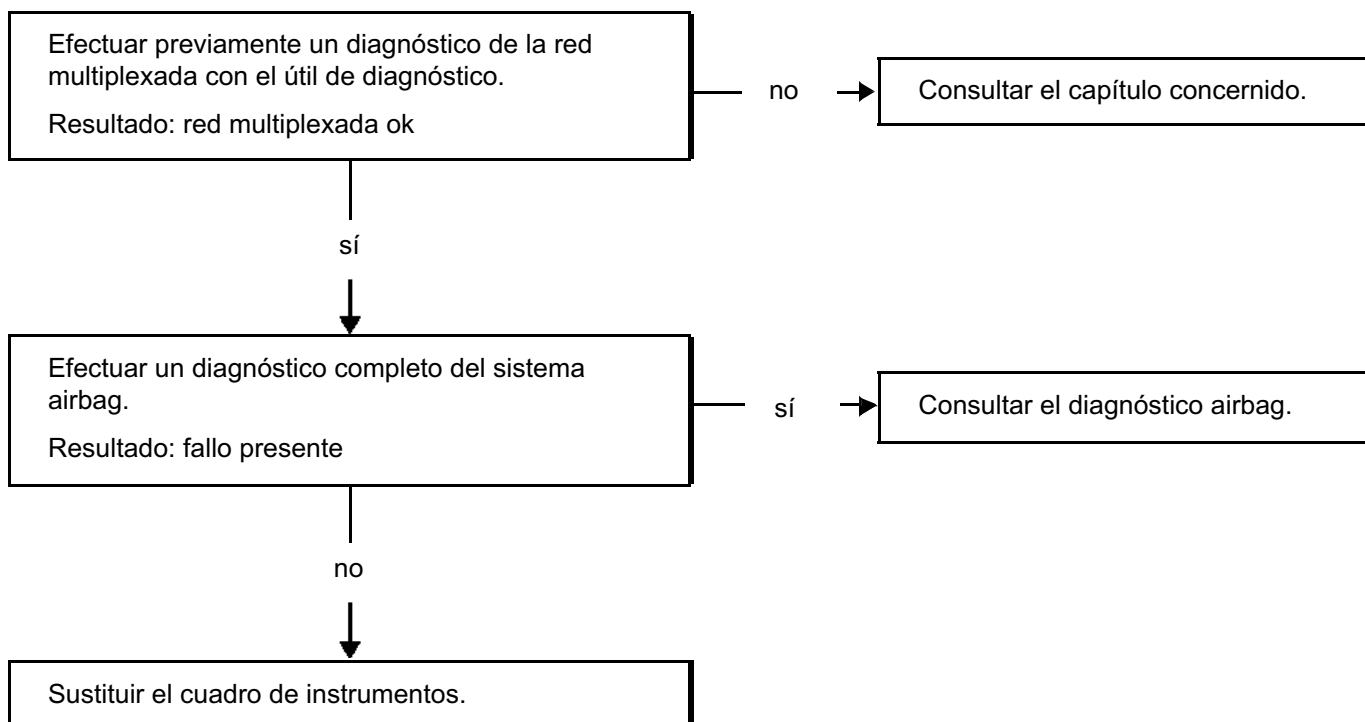 Efectuar previamente un diagnóstico de la red
multiplexada con el útil de diagnóstico.
Resultado: red multiplexada ok
no
Consultar el capítulo concernido.
sí
Efectuar un diagnóstico completo del sistema
airbag.
Resultado: fallo presente
sí
Consultar el diagnóstico airbag.
no
Sustituir el cuadro de instrumentos.